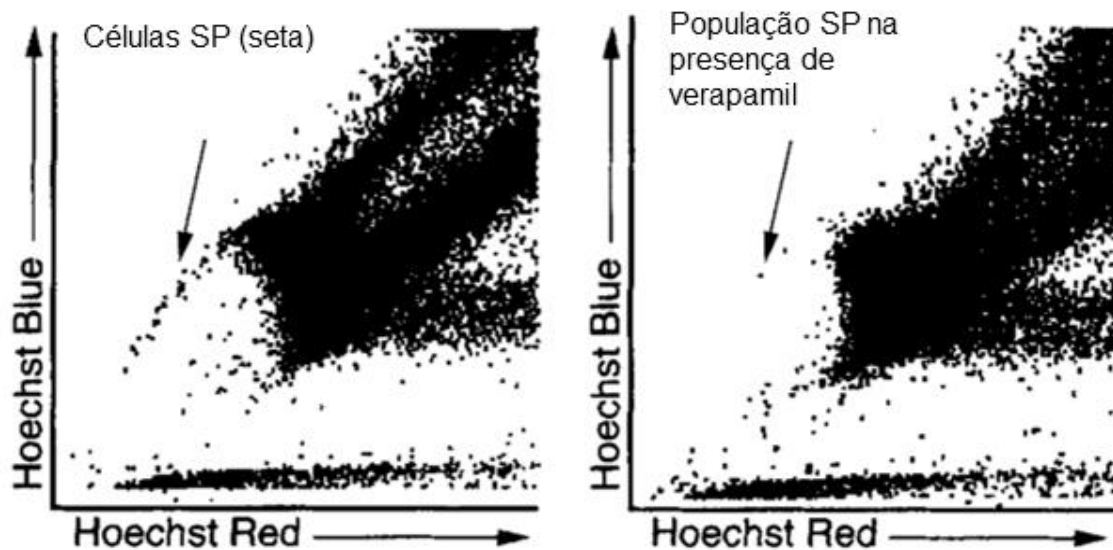 Células SP (seta)
Hoechst Blue
Hoechst Red
População SP na
presença de
verapamil
Hoechst Blue
Hoechst Red